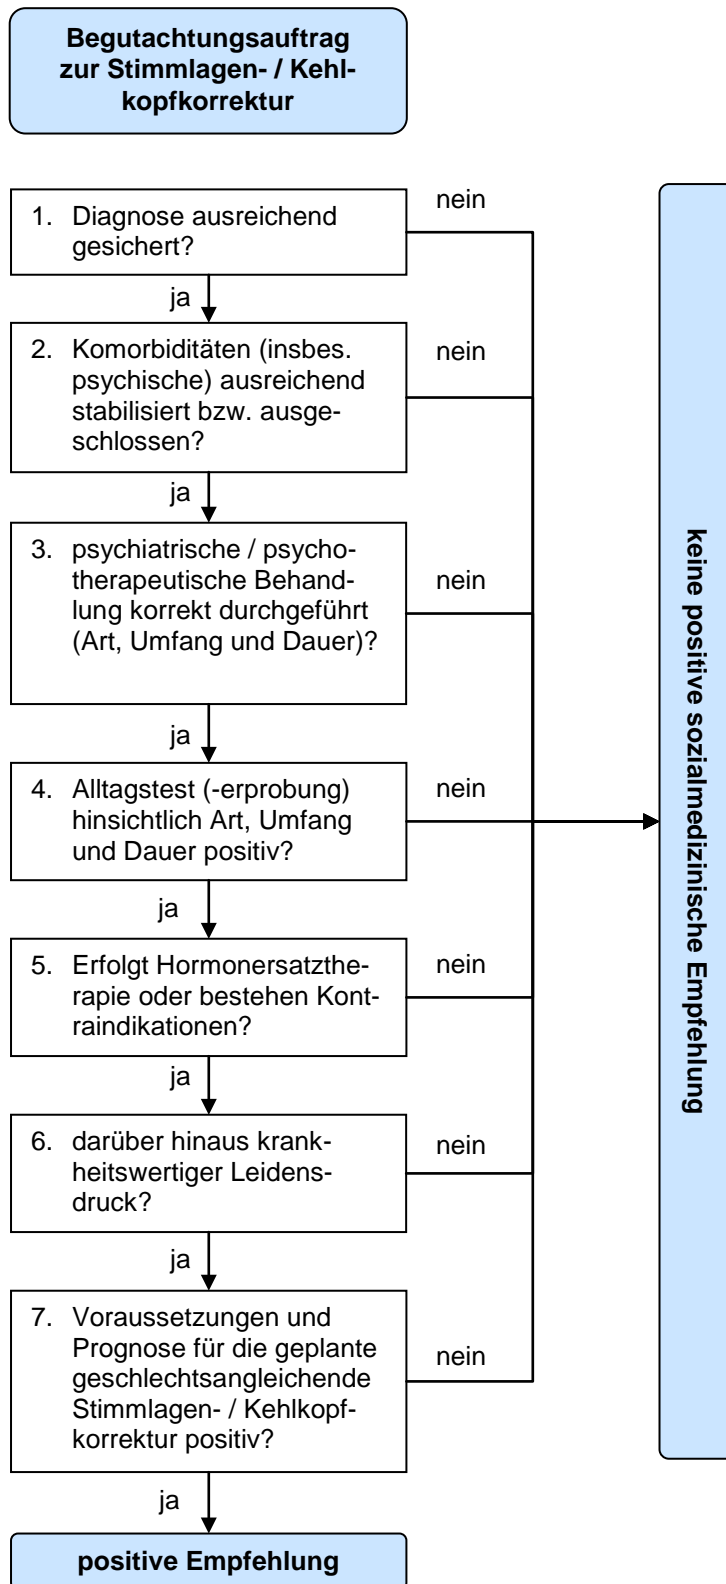 Begutachtungsauftrag
zur Stimmlagen- / Kehl-
kopfkorrektur
1. Diagnose ausreichend
gesichert?
nein
ja
2. Komorbiditäten (insbes.
psychische) ausreichend
stabilisiert bzw. ausge-
schlossen?
nein
ja
3. psychiatrische / psycho-
therapeutische Behand-
lung korrekt durchgeführt
(Art, Umfang und Dauer)?
nein
ja
4. Alltagstest (-erprobung)
hinsichtlich Art, Umfang
und Dauer positiv?
nein
ja
5. Erfolgt Hormonersatzthe-
rapie oder bestehen Kont-
raindikationen?
nein
ja
6. darüber hinaus krank-
heitswertiger Leidens-
druck?
nein
ja
7. Voraussetzungen und
Prognose für die geplante
geschlechtsangleichende
Stimmlagen- / Kehlkopf-
korrektur positiv?
nein
ja
positive Empfehlung
keine positive sozialmedizinische Empfehlung